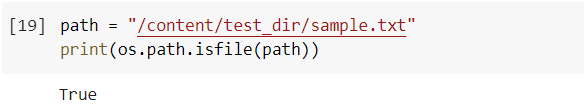 [19] path = "/content/test_dir/sample.txt"
print(os.path.isfile(path))
True